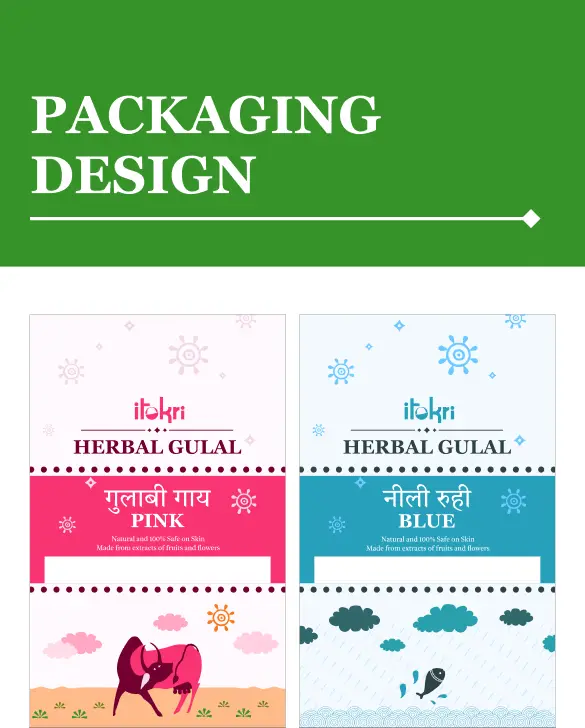 PACKAGING
DESIGN
itokri
HERBAL GULAL
गुलाबी गाय
PINK
Natural and 100% Safe on Skin
Made from extracts of fruits and flowers
itokri
HERBAL GULAL
नीली रुही
BLUE
Natural and 100% Safe on Skin
Made from extracts of fruits and flowers